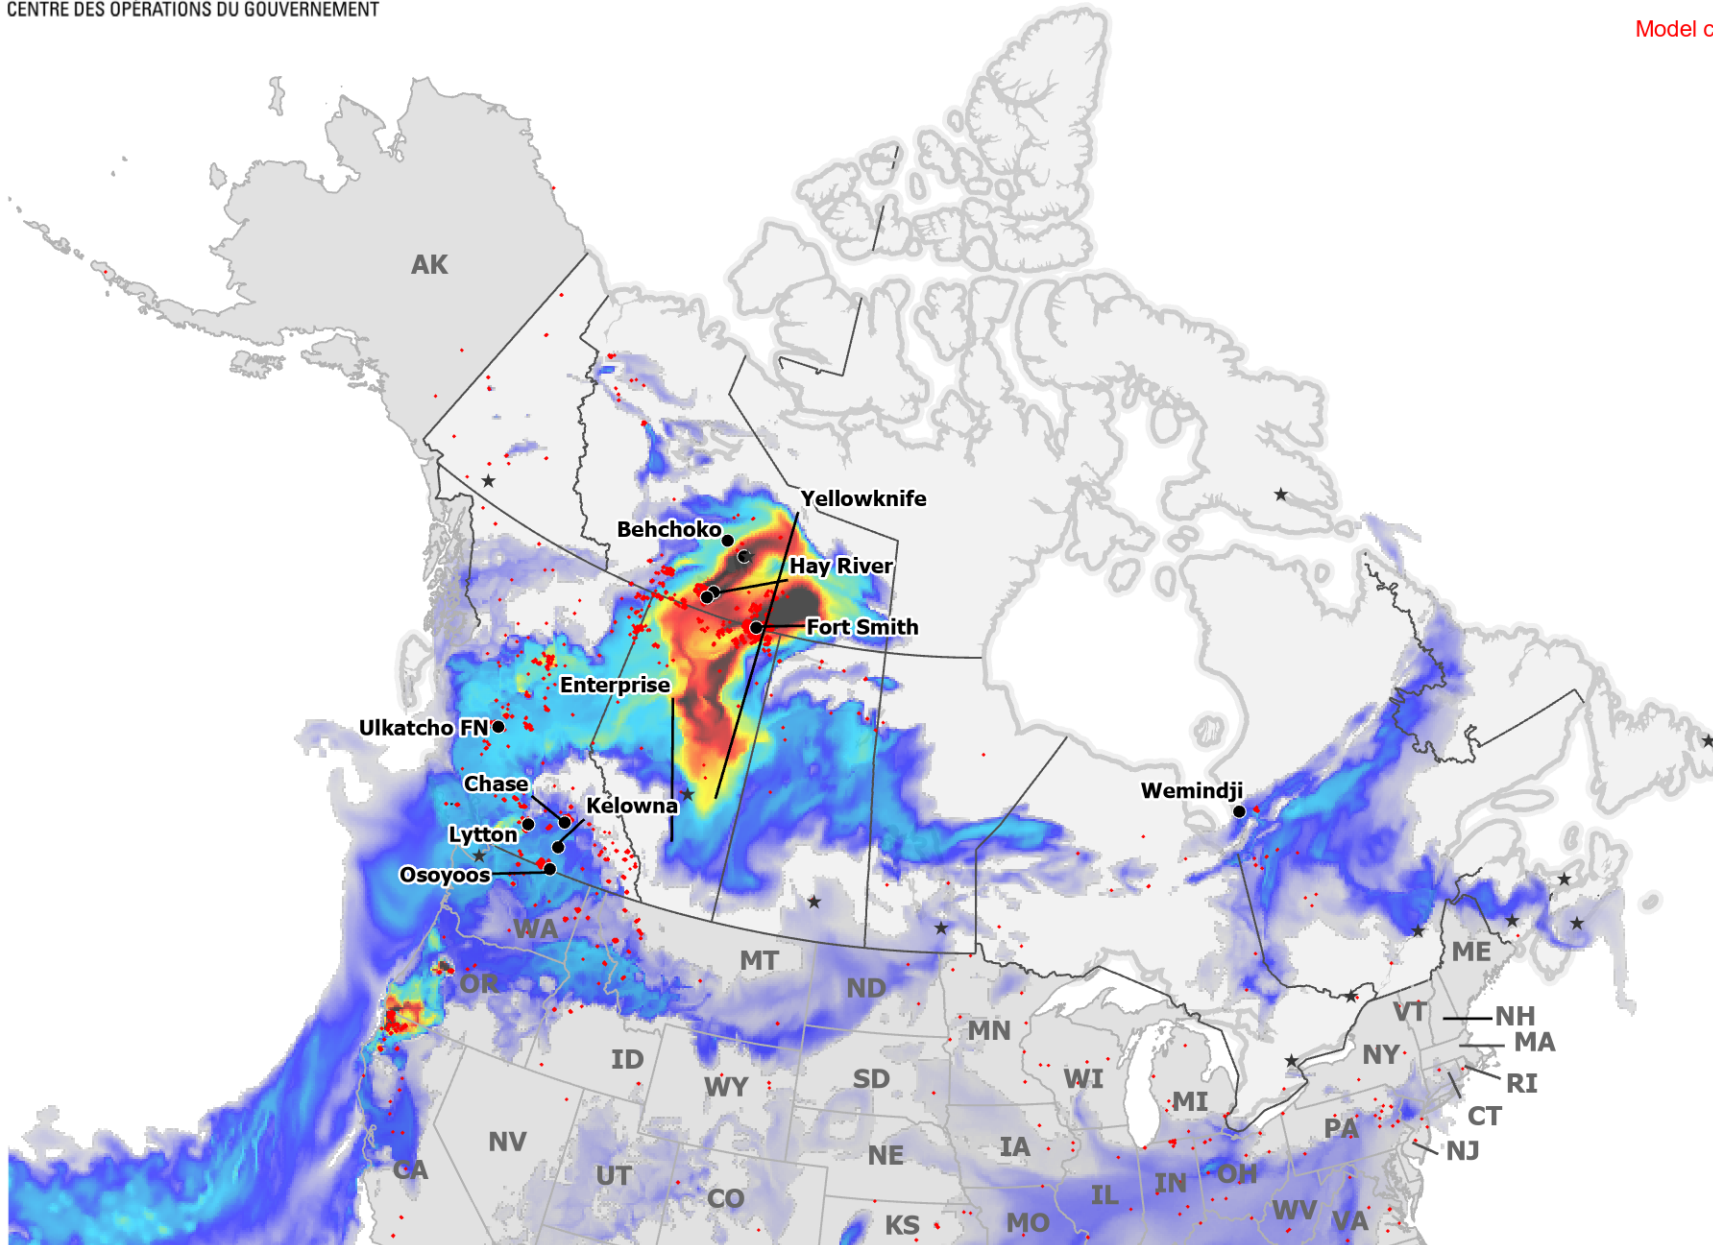 CENTRE DES OPÉRATIONS DU GOUVERNEMENT
Model c
AK
Yellowknife
Behchoko
Hay River
Fort Smith
Enterprise
Ulkatcho FN
Chase
Kelowna
Wemindji
Lytton
Osoyoos
WA
MT
ME
OR
ND
VT
NH
MN
MA
NY
ID
WY
SD
WI
MI
RI
CT
PA
NV
IA
NE
NJ
CA
UT
CO
IL
IN
OH
KS
MO
WV
VA